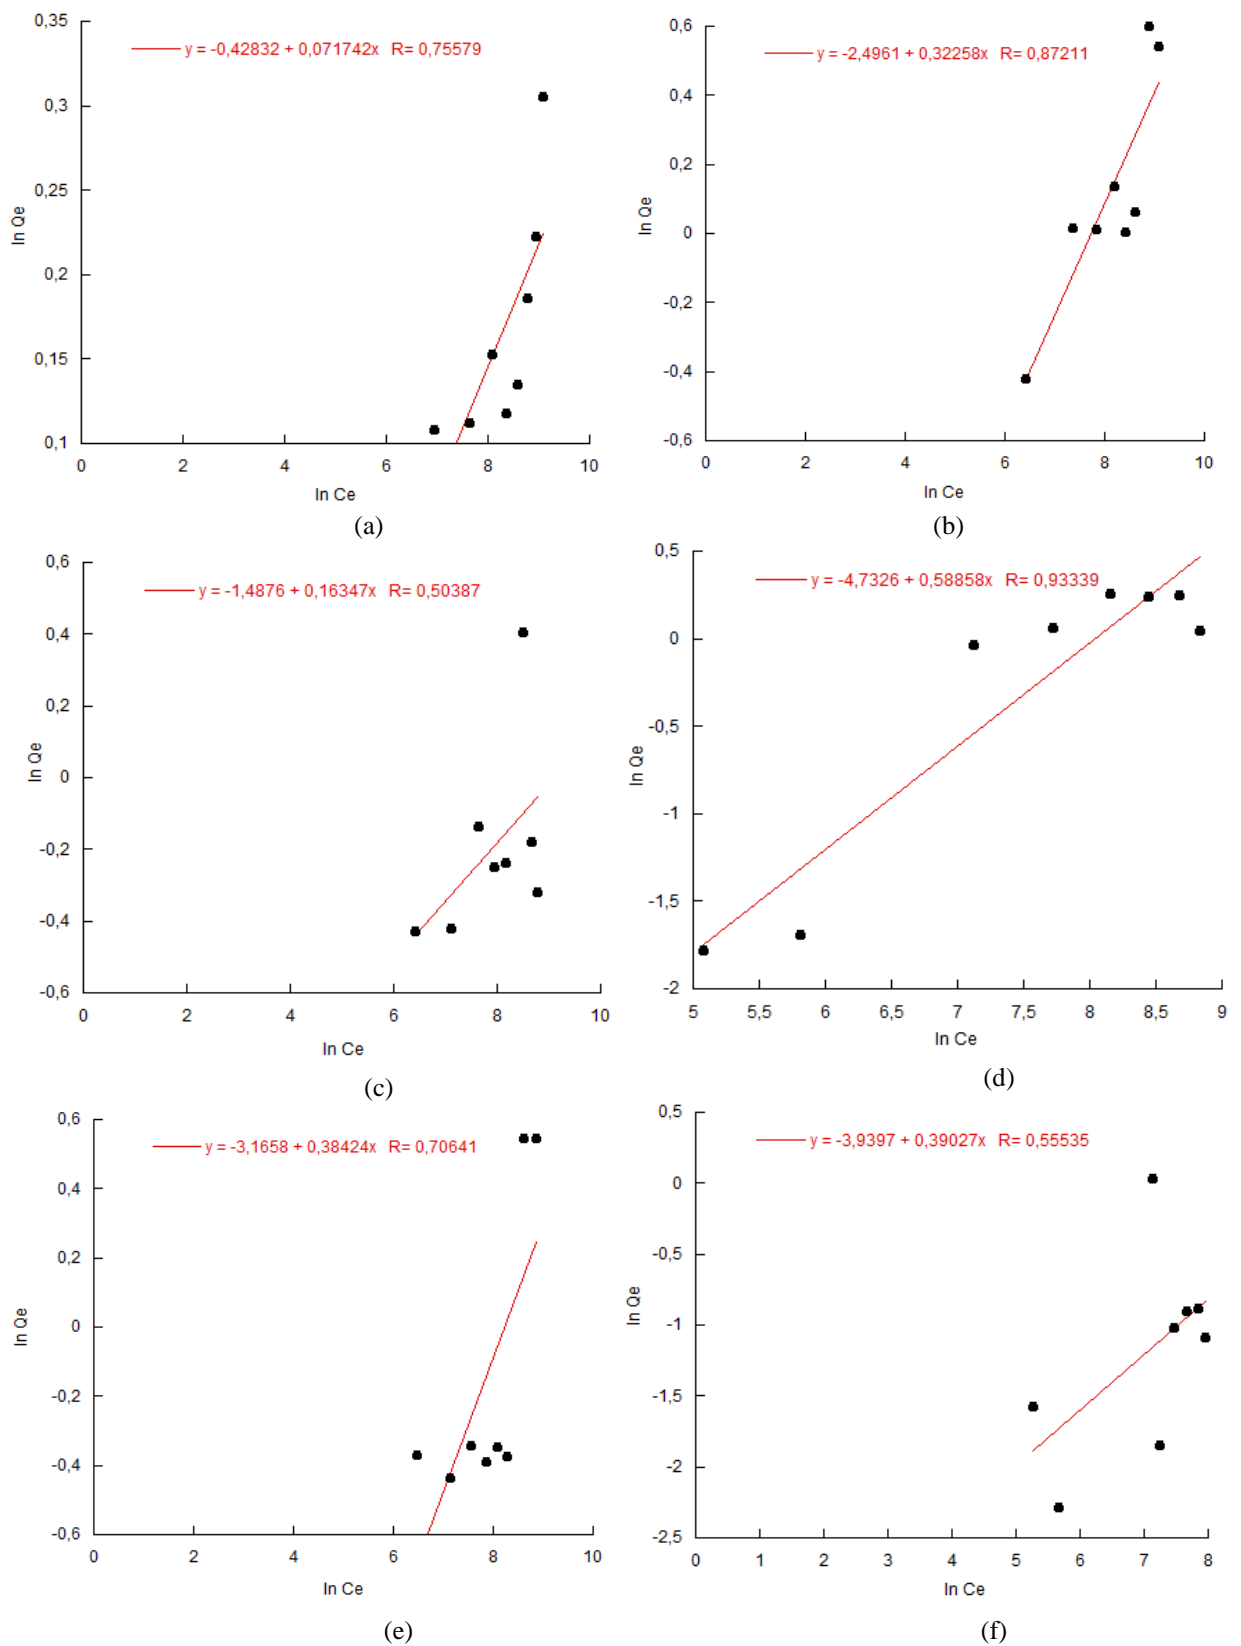 0,35
y = -0,42832 + 0,071742x R= 0,75579
0,3
0,25
ln Qe
0,2
0,15
0,1
0 2 4 6 8 10
ln Ce
(a)
0,6
y = -2,4961 + 0,32258x R= 0,87211
0,4
0,2
ln Qe
0
-0,2
-0,4
-0,6
0 2 4 6 8 10
ln Ce
(b)
0,6
y = -1,4876 + 0,16347x R= 0,50387
0,4
0,2
ln Qe
0
-0,2
-0,4
-0,6
0 2 4 6 8 10
ln Ce
(c)
0,5
y = -4,7326 + 0,58858x R= 0,93339
0
-0,5
ln Qe
-1
-1,5
-2
5 5,5 6 6,5 7 7,5 8 8,5 9
ln Ce
(d)
0,6
y = -3,1658 + 0,38424x R= 0,70641
0,4
0,2
ln Qe
0
-0,2
-0,4
-0,6
0 2 4 6 8 10
ln Ce
(e)
0,5
y = -3,9397 + 0,39027x R= 0,55535
0
-0,5
ln Qe
-1
-1,5
-2
-2,5
0 1 2 3 4 5 6 7 8
ln Ce
(f)